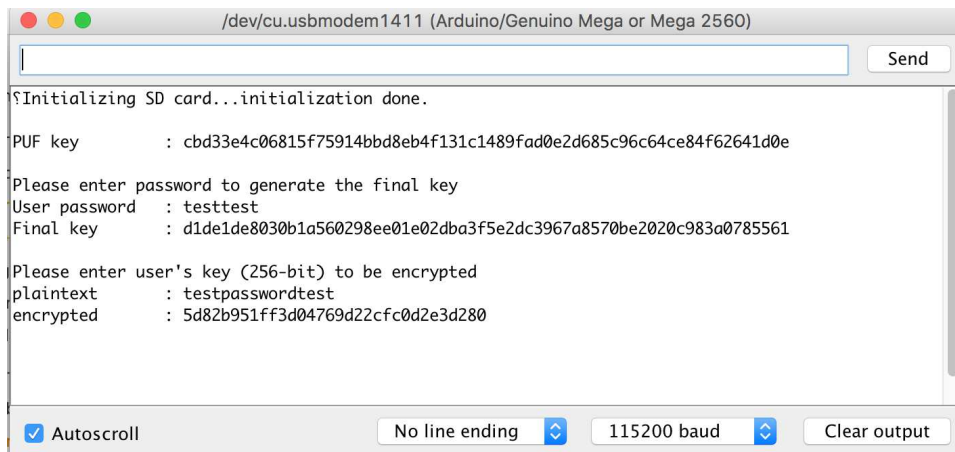 /dev/cu.usbmodem1411 (Arduino/Genuino Mega or Mega 2560)
Send
⸮Initializing SD card...initialization done.
PUF key : cbd33e4c06815f75914bbd8eb4f131c1489fad0e2d685c96c64ce84f62641d0e
Please enter password to generate the final key
User password : testtest
Final key : d1de1de8030b1a560298ee01e02dba3f5e2dc3967a8570be2020c983a0785561
Please enter user's key (256-bit) to be encrypted
plaintext : testpasswordtest
encrypted : 5d82b951ff3d04769d22cfc0d2e3d280
Autoscroll
No line ending
115200 baud
Clear output